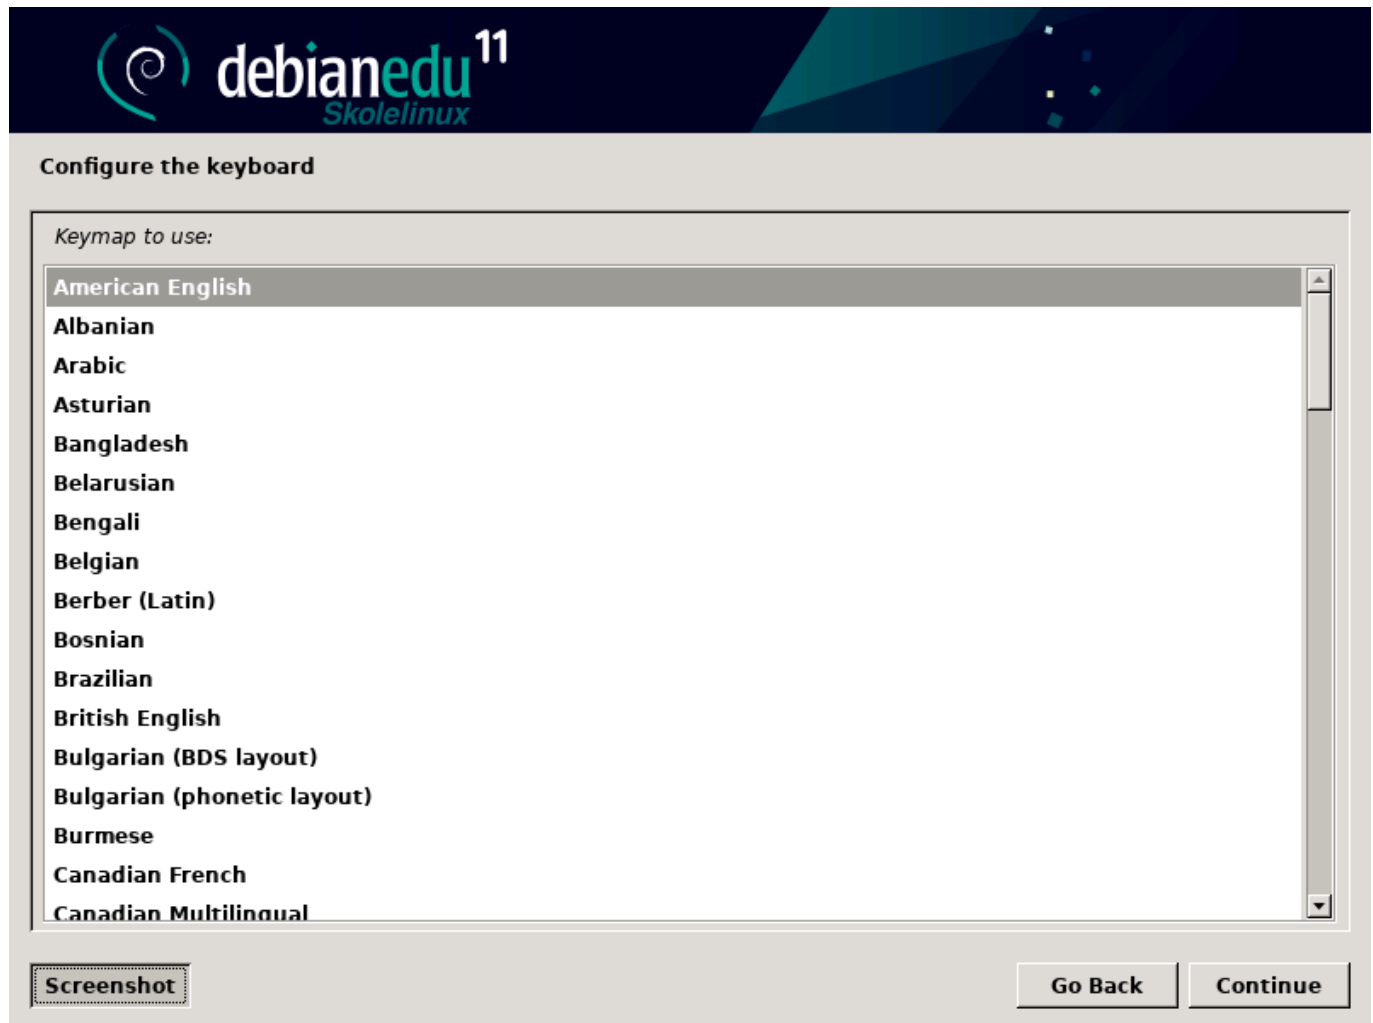 debianedu 11
Skolelinux
Configure the keyboard
Keymap to use:
American English
Albanian
Arabic
Asturian
Bangladesh
Belarusian
Bengali
Belgian
Berber (Latin)
Bosnian
Brazilian
British English
Bulgarian (BDS layout)
Bulgarian (phonetic layout)
Burmese
Canadian French
Canadian Multilingual
Screenshot
Go Back
Continue